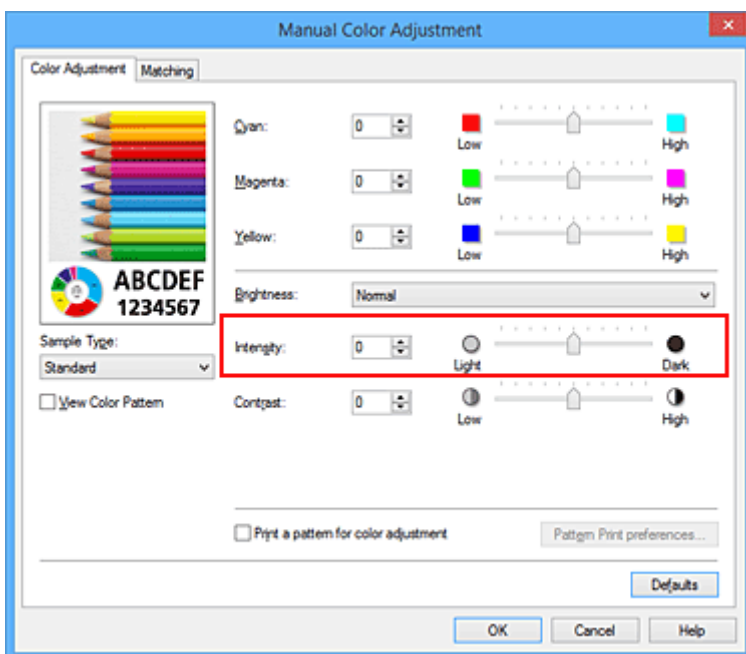 Manual Color Adjustment
Color Adjustment Matching
Cyan: 0 Low High
Magenta: 0 Low High
Yellow: 0 Low High
ABCDEF
1234567
Brightness: Normal
Sample Type:
Standard
Intensity: 0 Light Dark
View Color Pattern
Contrast: 0 Low High
Print a pattern for color adjustment Pattern Print preferences...
Defaults
OK Cancel Help